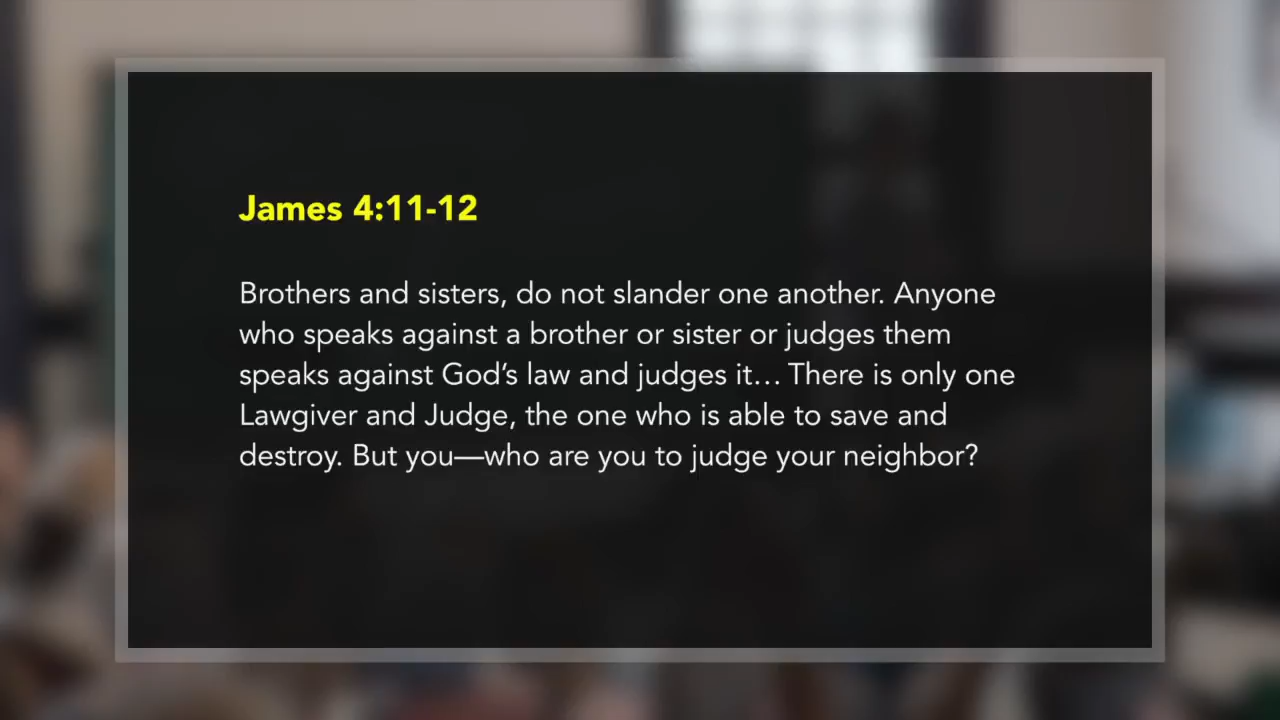 James 4:11-12
Brothers and sisters, do not slander one another. Anyone
who speaks against a brother or sister or judges them
speaks against God’s law and judges it… There is only one
Lawgiver and Judge, the one who is able to save and
destroy. But you—who are you to judge your neighbor?